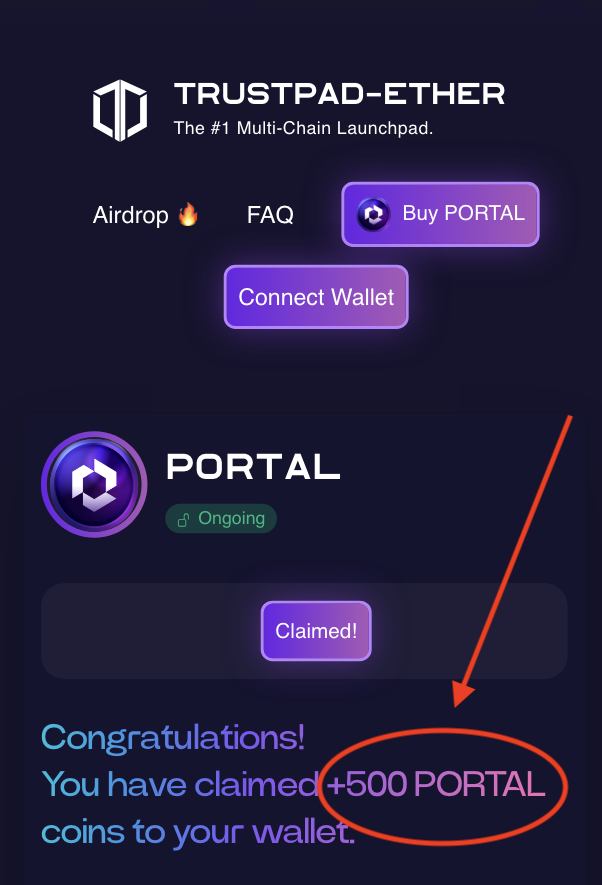 TRUSTPAD-ETHER
The #1 Multi-Chain Launchpad.
Airdrop 🔥 FAQ Buy PORTAL
Connect Wallet
PORTAL
Ongoing
Claimed!
Congratulations!
You have claimed +500 PORTAL
coins to your wallet.